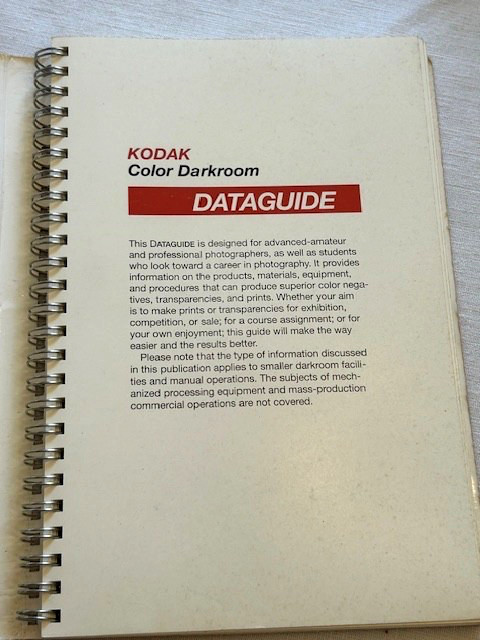 KODAK
Color Darkroom
DATAGUIDE
This DATAGUIDE is designed for advanced-amateur
and professional photographers, as well as students
who look toward a career in photography. It provides
information on the products, materials, equipment,
and procedures that can produce superior color nega-
tives, transparencies, and prints. Whether your aim
is to make prints or transparencies for exhibition,
competition, or sale; for a course assignment; or for
your own enjoyment; this guide will make the way
easier and the results better.
Please note that the type of information discussed
in this publication applies to smaller darkroom facili-
ties and manual operations. The subjects of mech-
anized processing equipment and mass-production
commercial operations are not covered.